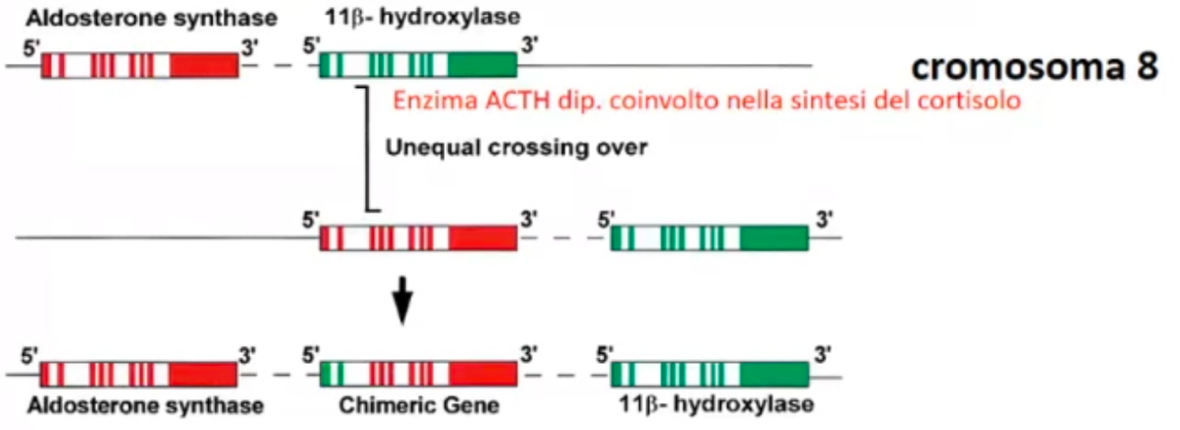 Aldosterone synthase 11β- hydroxylase
5' 3' 5' 3'
cromosoma 8
Enzima ACTH dip. coinvolto nella sintesi del cortisolo
Unequal crossing over
5' 3' 5' 3'
5' 3' 5' 3' 5' 3'
Aldosterone synthase Chimeric Gene 11β- hydroxylase